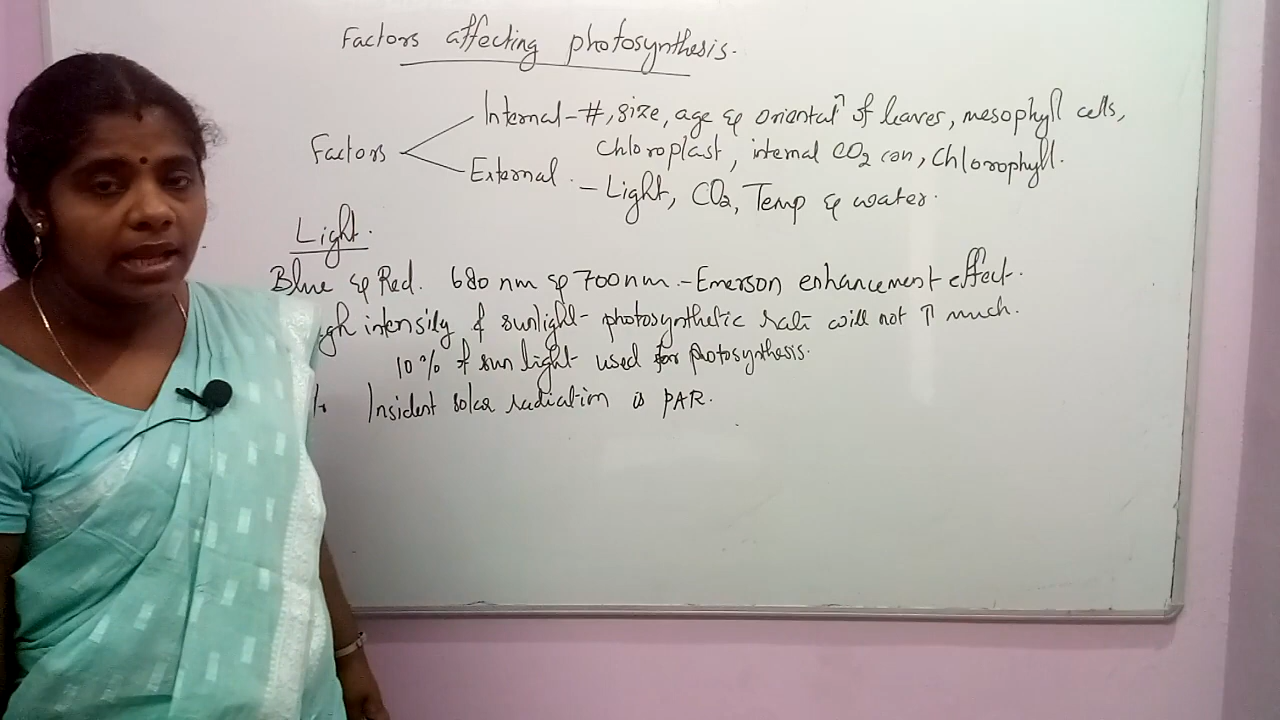 Factors affecting photosynthesis.
Internal - #, size, age & orientatⁿ of leaves, mesophyll cells,
Chloroplast, internal CO₂ con, Chlorophyll.
Factors
External - Light, CO₂, Temp & water.
Light.
Blue & Red. 680 nm & 700 nm - Emerson enhancement effect.
intensity of sunlight - photosynthetic rate will not ↑ much.
10% of sun light used for photosynthesis.
Insident solar radiation is PAR.